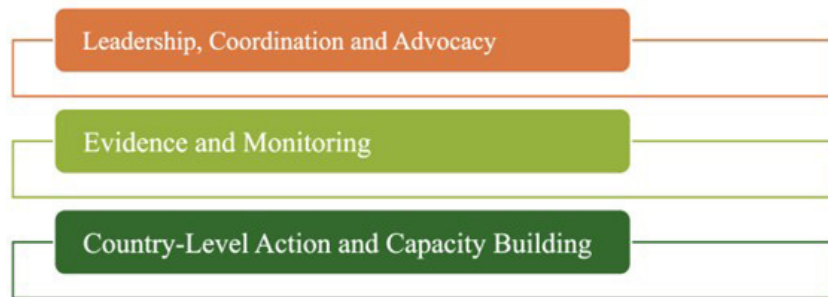 Leadership, Coordination and Advocacy
Evidence and Monitoring
Country-Level Action and Capacity Building